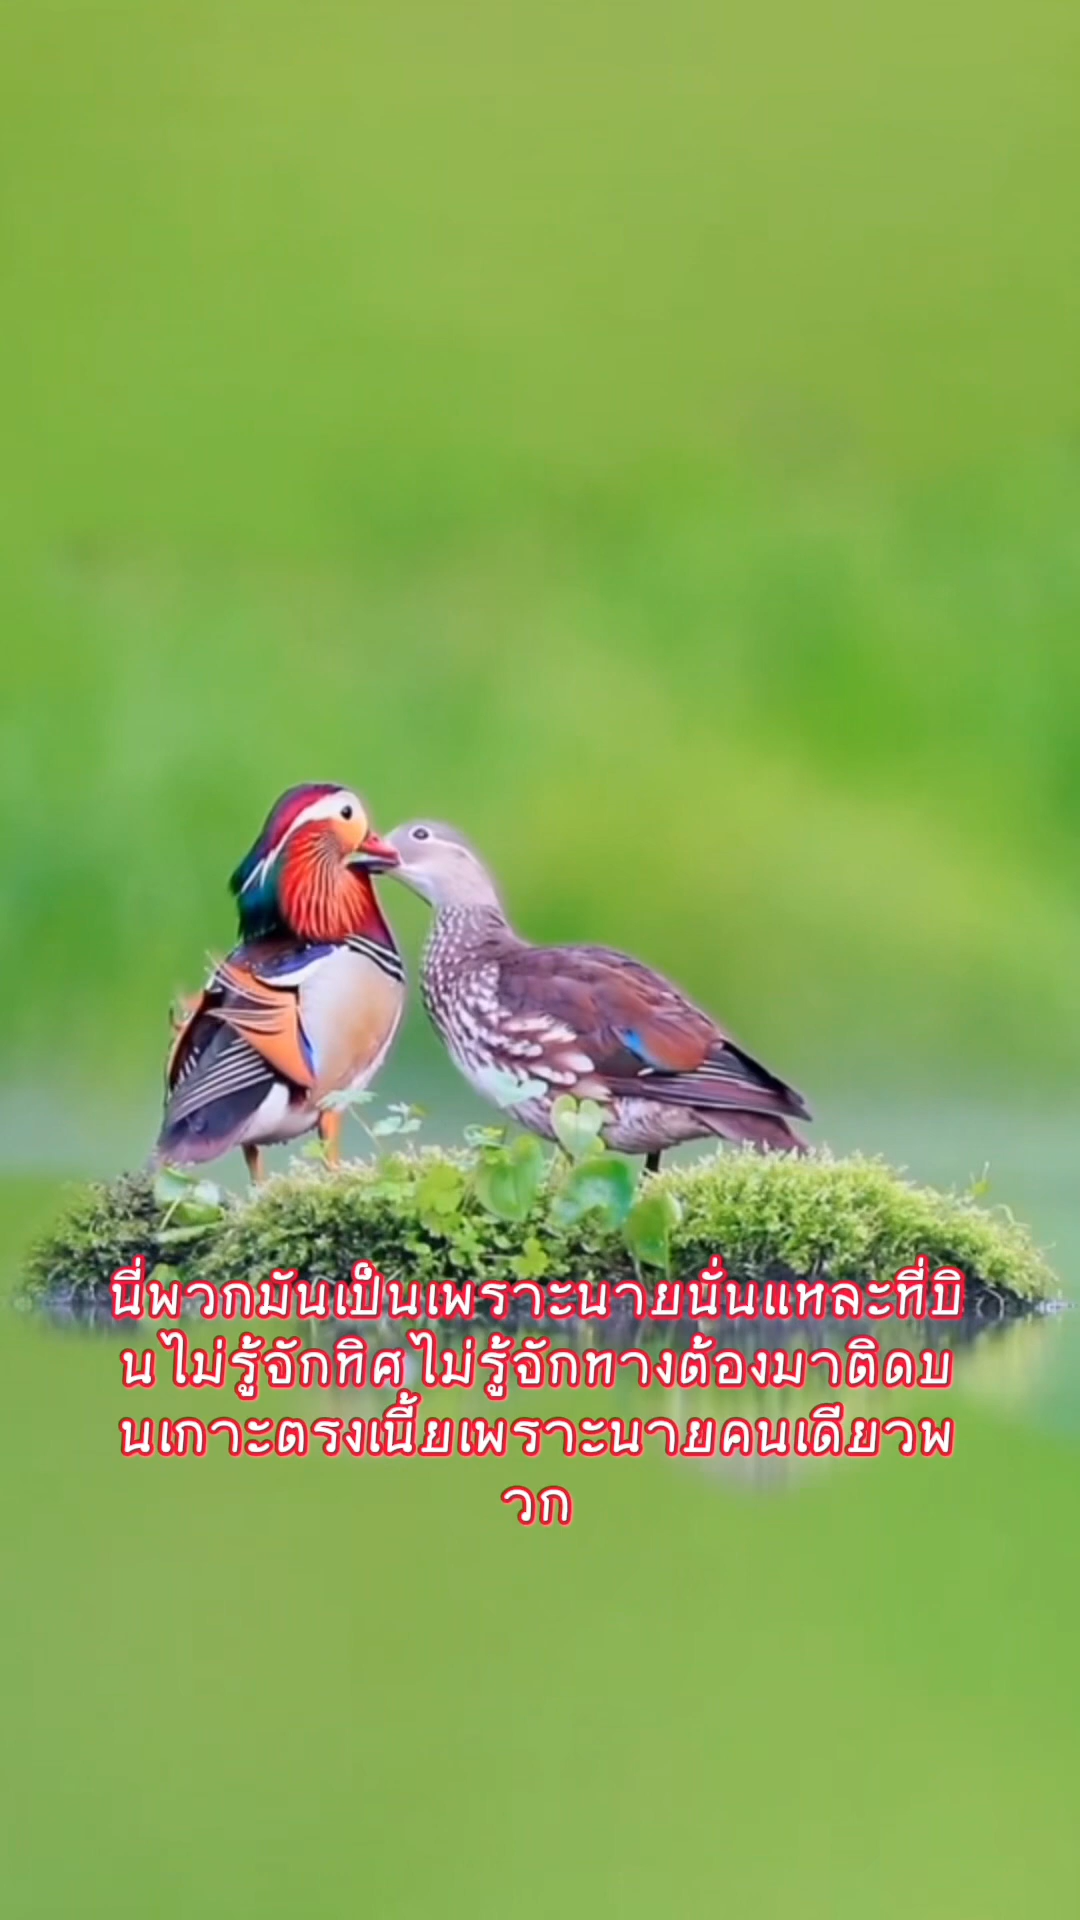 นี่พวกมันเป็นเพราะนายนั่นแหละที่บิ
นไม่รู้จักทิศไม่รู้จักทางต้องมาติดบ
นเกาะตรงเนี้ยเพราะนายคนเดียวพ
วก